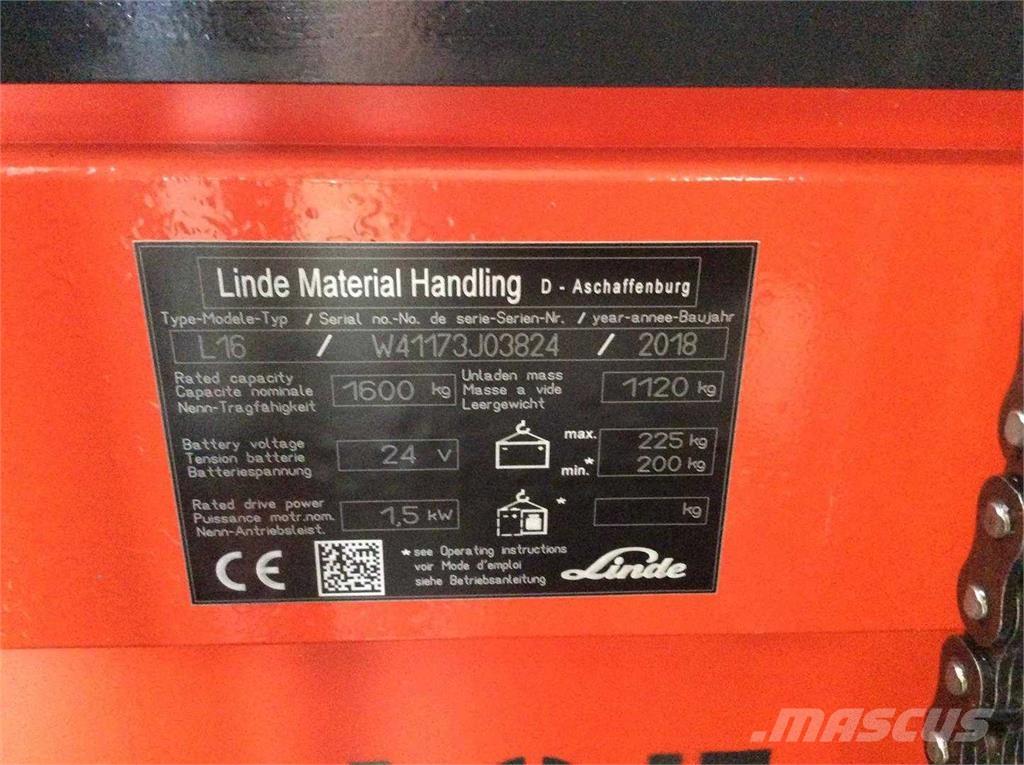 Linde Material Handling D - Aschaffenburg
Type-Modele-Typ / Serial no.-No. de serie-Serien-Nr. / year-annee-Baujahr
L16 / W41173J03824 / 2018
Rated capacity
Capacite nominale
Nenn-Tragfähigkeit
1600 kg
Unladen mass
Masse a vide
Leergewicht
1120 kg
Battery voltage
Tension batterie
Batteriespannung
24 V
max. 225 kg
min.* 200 kg
Rated drive power
Puissance motr.nom.
Nenn-Antriebsleist.
1,5 kW
* kg
CE
*see Operating instructions
voir Mode d'emploi
siehe Betriebsanleitung
Linde
MASCUS